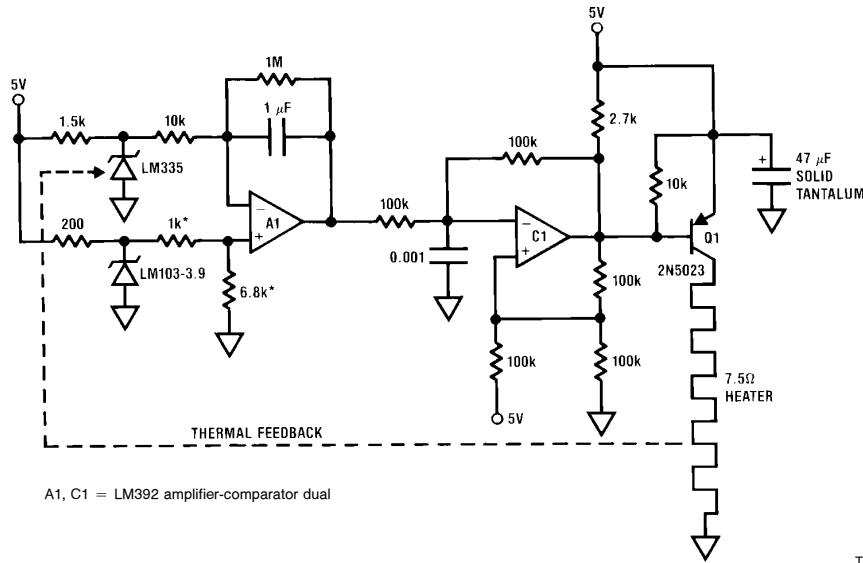 5V
1M
5V
1.5k
10k
1 μF
2.7k
LM335
100k
10k
+
47 μF
SOLID
TANTALUM
200
1k*
−
A1
+
100k
−
C1
+
Q1
LM103-3.9
6.8k*
0.001
2N5023
100k
100k
100k
5V
7.5Ω
HEATER
THERMAL FEEDBACK
A1, C1 = LM392 amplifier-comparator dual
T